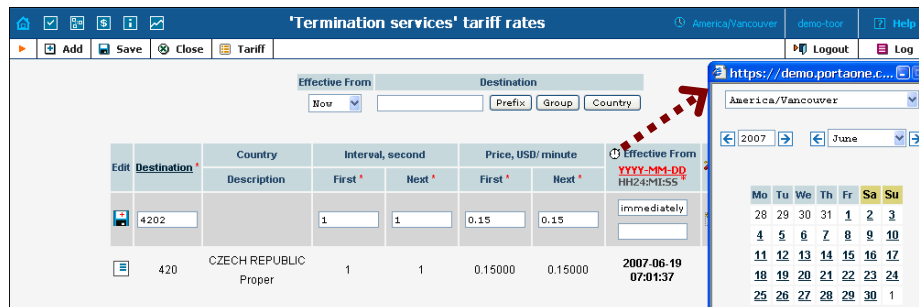 'Termination services' tariff rates America/Vancouver demo-toor ? Help
Add Save Close Tariff Logout Log
https://demo.portaone.c...
America/Vancouver
Effective From Destination
Now Prefix Group Country
2007 June
Edit Destination * Country Interval, second Price, USD/minute Effective From
Description First * Next * First * Next * YYYY-MM-DD
HH24:MI:SS *
Mo Tu We Th Fr Sa Su
4202 1 1 0.15 0.15 immediately
28 29 30 31 1 2 3
4 5 6 7 8 9 10
420 CZECH REPUBLIC 1 1 0.15000 0.15000 2007-06-19
Proper 07:01:37
11 12 13 14 15 16 17
18 19 20 21 22 23 24
25 26 27 28 29 30 1